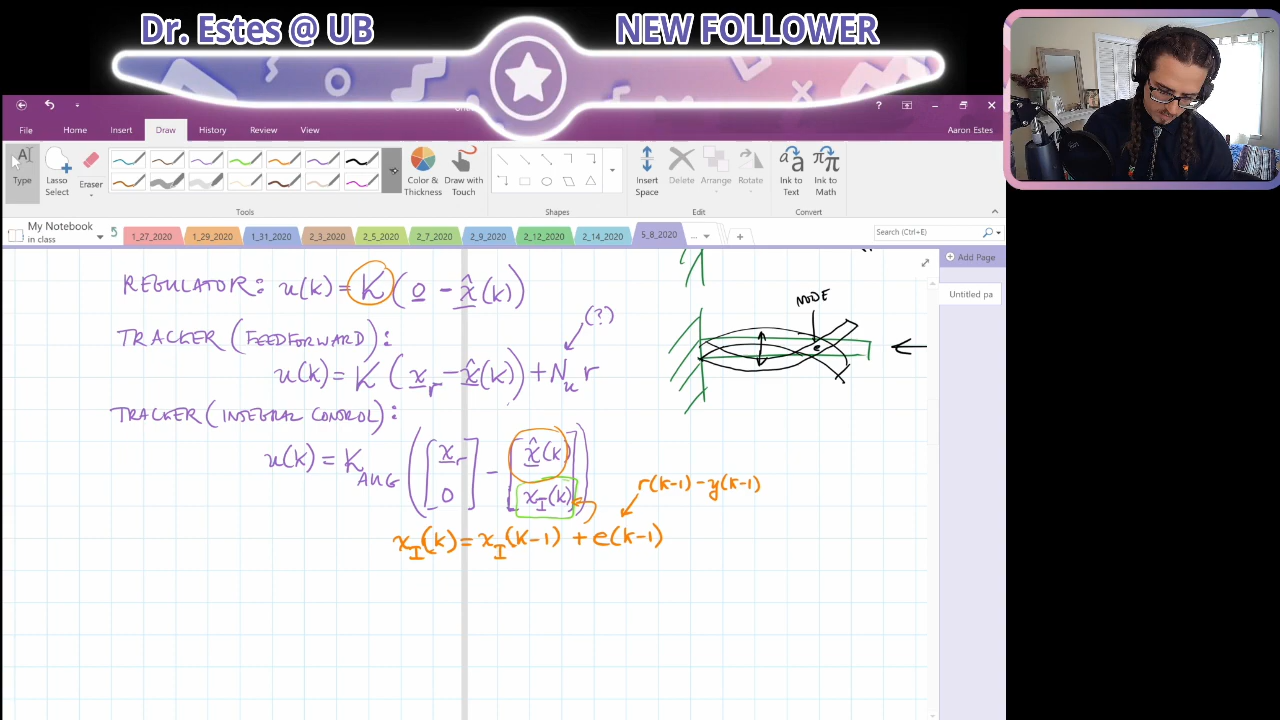 Dr. Estes @ UB
NEW FOLLOWER
File Home Insert Draw History Review View
Aaron Estes
Type
Lasso Select
Eraser
Color & Thickness
Draw with Touch
Insert Space
Delete
Arrange
Rotate
Ink to Text
Ink to Math
Tools
Shapes
Edit
Convert
My Notebook
in class
1_27_2020 1_29_2020 1_31_2020 2_3_2020 2_5_2020 2_7_2020 2_9_2020 2_12_2020 2_14_2020 5_8_2020 ...
Search (Ctrl+E)
Add Page
Untitled pa
REGULATOR: u(k) = K(0 - x̂(k))
(?)
TRACKER (FEEDFORWARD):
u(k) = K(x_r - x̂(k)) + N_u r
TRACKER (INTEGRAL CONTROL):
u(k) = K_AUG ([x_r 0] - [x̂(k) x_I(k)])
r(k-1) - y(k-1)
x_I(k) = x_I(k-1) + e(k-1)
NODE